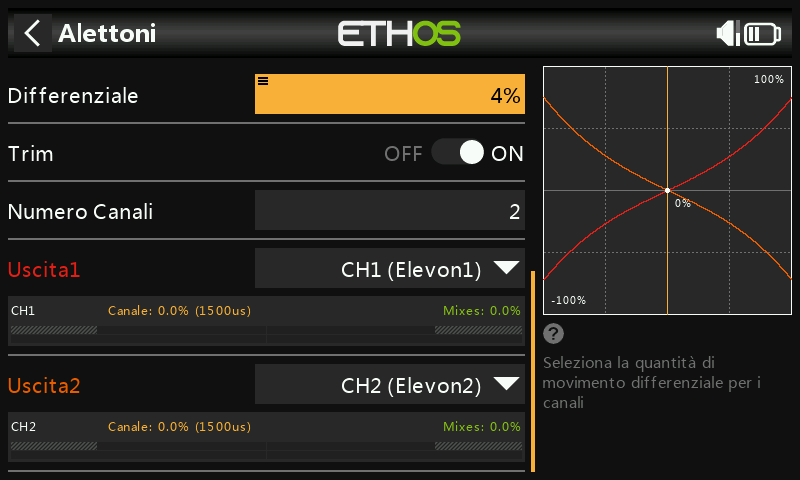 Alettoni
ETHOS
Differenziale
4%
Trim
OFF
ON
Numero Canali
2
Uscita1
CH1 (Elevon1)
CH1
Canale: 0.0% (1500us)
Mixes: 0.0%
Uscita2
CH2 (Elevon2)
CH2
Canale: 0.0% (1500us)
Mixes: 0.0%
100%
0%
-100%
?
Seleziona la quantità di
movimento differenziale per i
canali